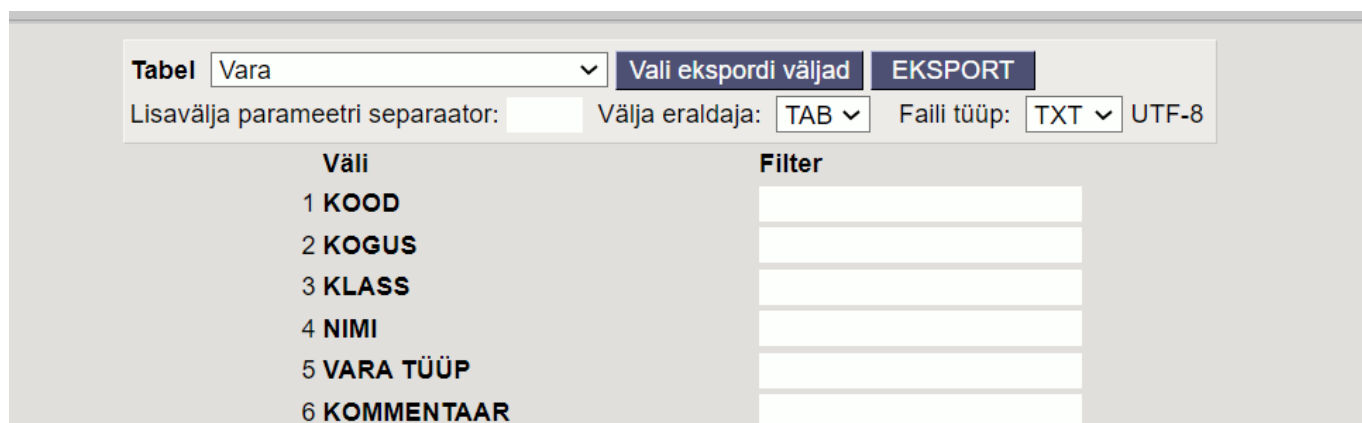 Tabel Vara Vali ekspordi väljad EKSPORT
Lisavälja parameetri separaator: Välja eraldaja: TAB Faili tüüp: TXT UTF-8
Väli Filter
1 KOOD
2 KOGUS
3 KLASS
4 NIMI
5 VARA TÜÜP
6 KOMMENTAAR